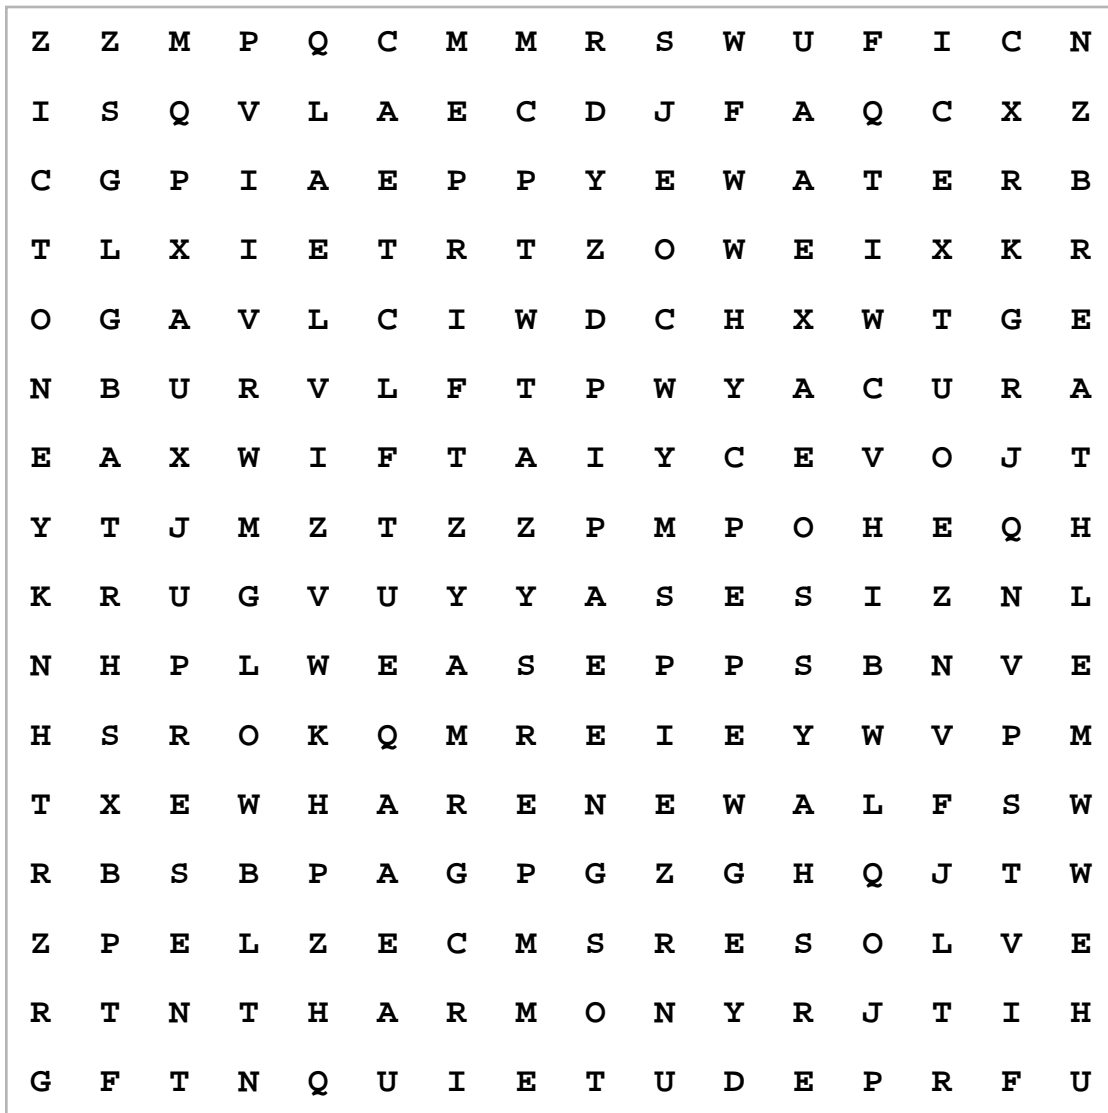 Z Z M P Q C M M R S W U F I C N
I S Q V L A E C D J F A Q C X Z
C G P I A E P P Y E W A T E R B
T L X I E T R T Z O W E I X K R
O G A V L C I W D C H X W T G E
N B U R V L F T P W Y A C U R A
E A X W I F T A I Y C E V O J T
Y T J M Z T Z Z P M P O H E Q H
K R U G V U Y Y A S E S I Z N L
N H P L W E A S E P P S B N V E
H S R O K Q M R E I E Y W V P M
T X E W H A R E N E W A L F S W
R B S B P A G P G Z G H Q J T W
Z P E L Z E C M S R E S O L V E
R T N T H A R M O N Y R J T I H
G F T N Q U I E T U D E P R F U